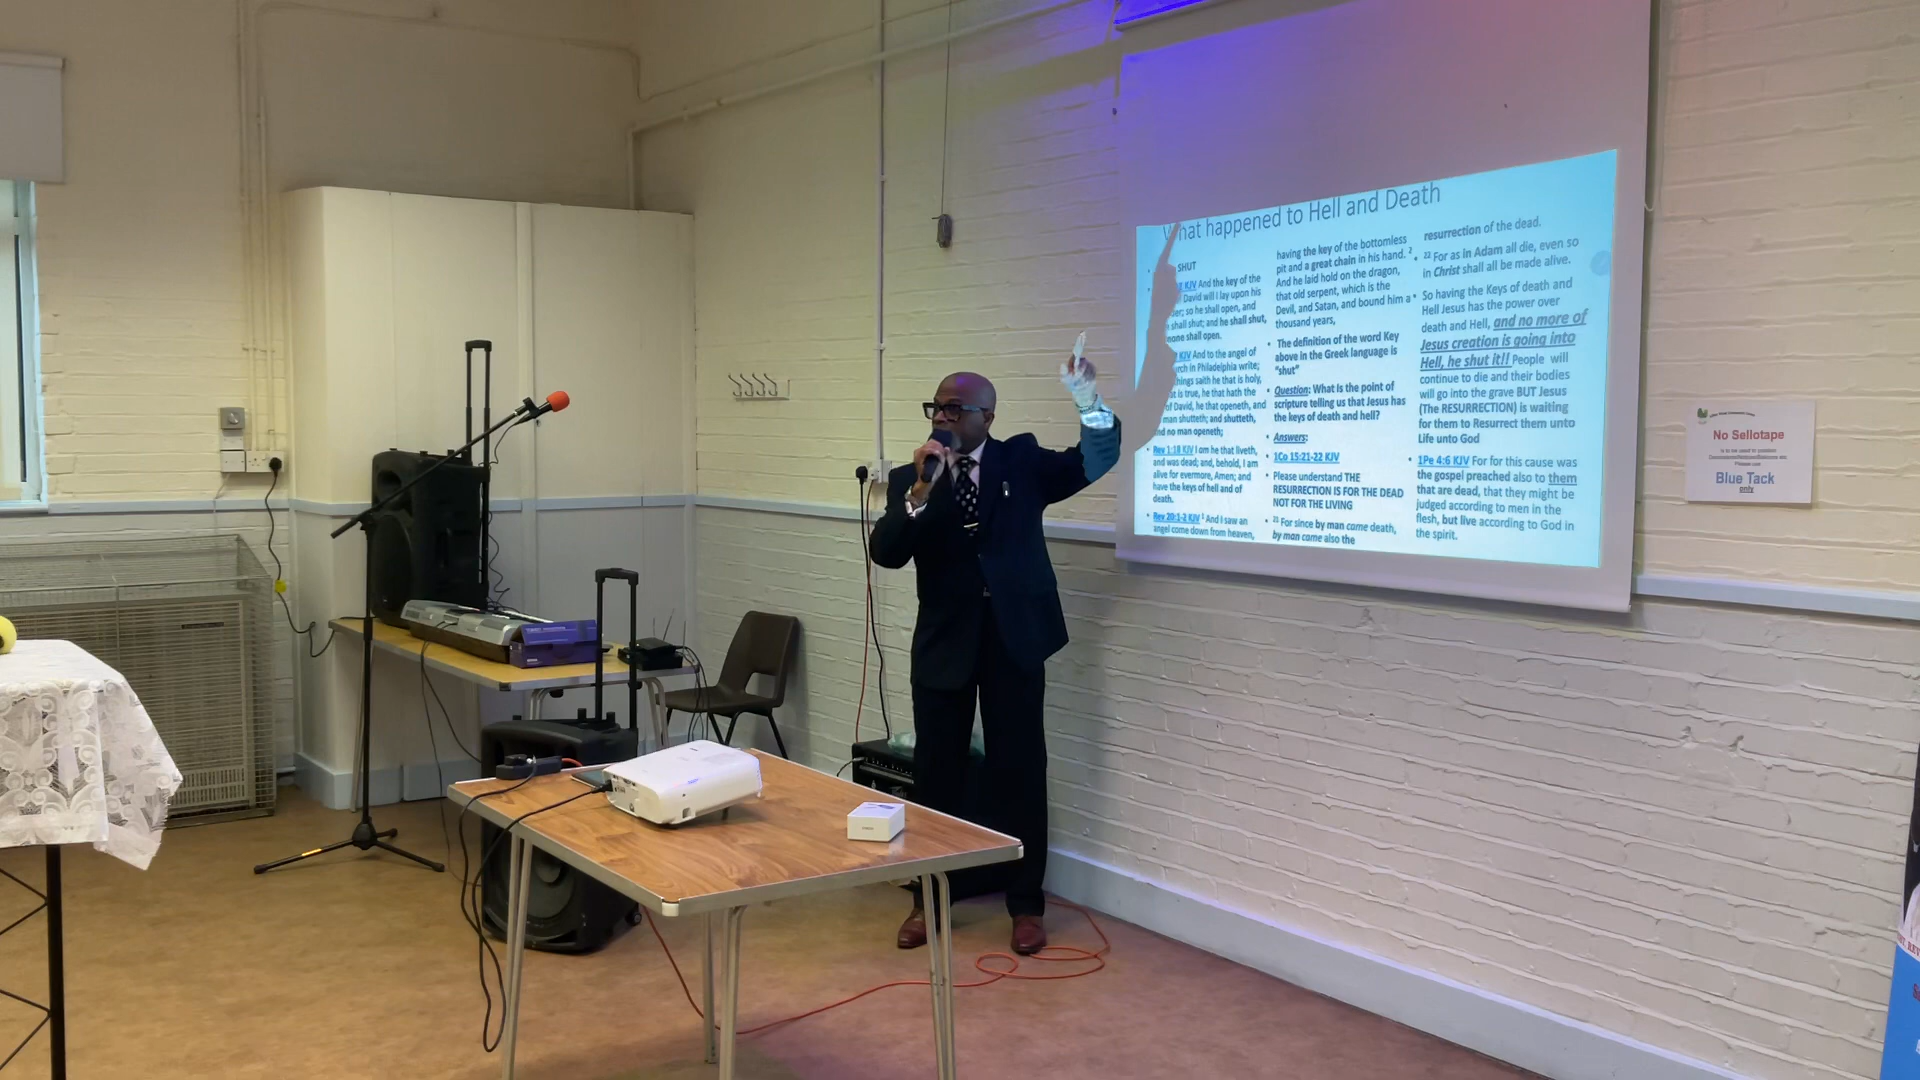 What happened to Hell and Death
SHUT
KJV And the key of the
David will I lay upon his
so he shall open, and
shall shut; and he shall shut,
none shall open.
KJV And to the angel of
church in Philadelphia write;
things saith he that is holy,
is true, he that hath the
of David, he that openeth, and
man shutteth; and shutteth,
and no man openeth;
Rev 1:18 KJV I am he that liveth,
and was dead; and, behold, I am
alive for evermore, Amen; and
have the keys of hell and of
death.
Rev 20:1-2 KJV 1 And I saw an
angel come down from heaven,
having the key of the bottomless
pit and a great chain in his hand. 2
And he laid hold on the dragon,
that old serpent, which is the
Devil, and Satan, and bound him a
thousand years,
The definition of the word Key
above in the Greek language is
"shut"
Question: What is the point of
scripture telling us that Jesus has
the keys of death and hell?
Answers:
1Co 15:21-22 KJV
Please understand THE
RESURRECTION IS FOR THE DEAD
NOT FOR THE LIVING
21 For since by man came death,
by man came also the
resurrection of the dead.
22 For as in Adam all die, even so
in Christ shall all be made alive.
So having the Keys of death and
Hell Jesus has the power over
death and Hell, and no more of
Jesus creation is going into
Hell, he shut it!! People will
continue to die and their bodies
will go into the grave BUT Jesus
(The RESURRECTION) is waiting
for them to Resurrect them unto
Life unto God
1Pe 4:6 KJV For for this cause was
the gospel preached also to them
that are dead, that they might be
judged according to men in the
flesh, but live according to God in
the spirit.
No Sellotape
is to be used to position
Please use
Blue Tack
only